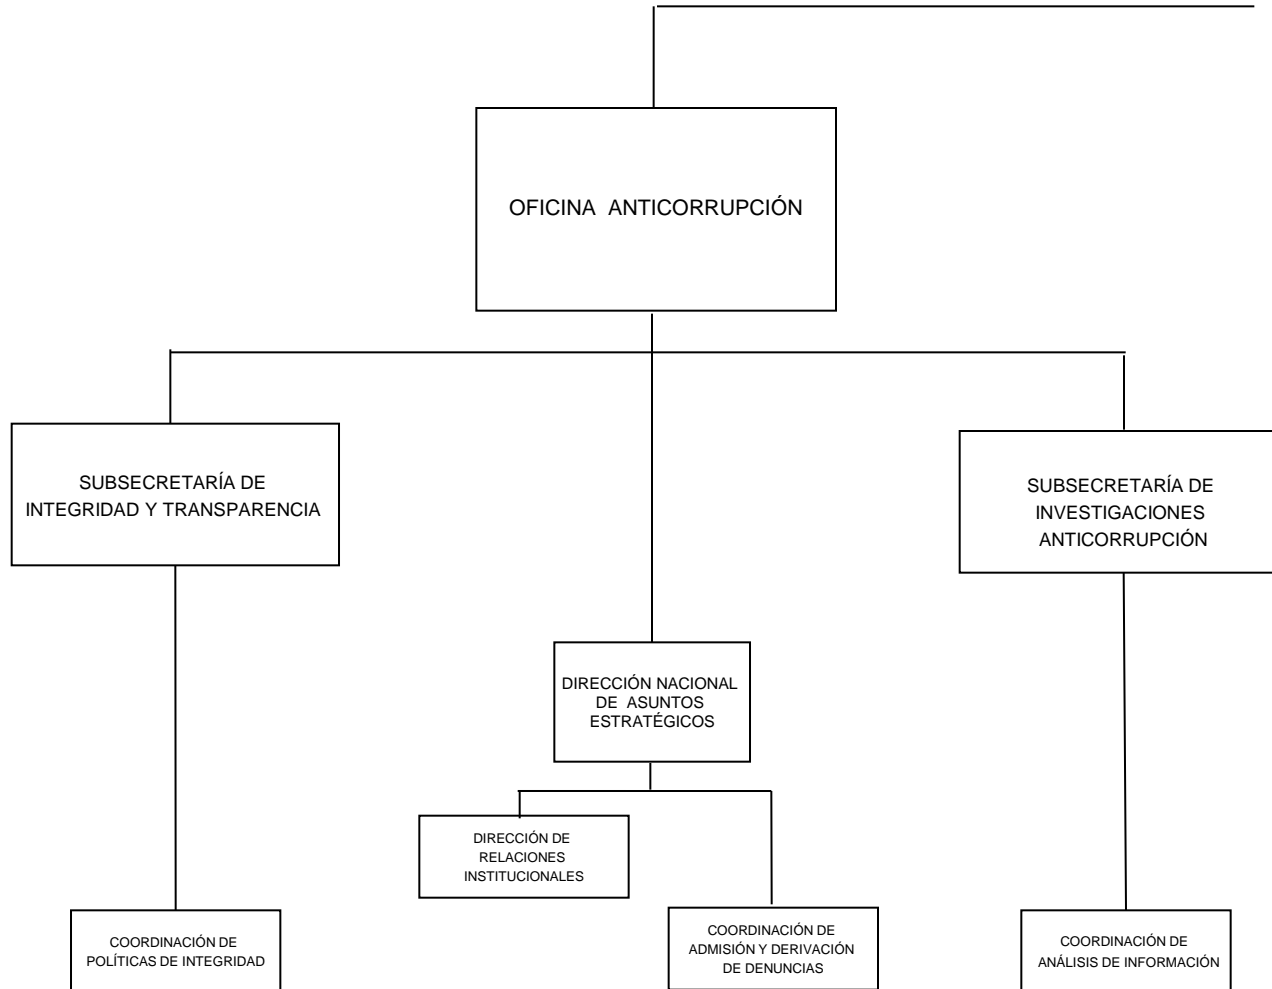 OFICINA ANTICORRUPCIÓN
SUBSECRETARÍA DE
INTEGRIDAD Y TRANSPARENCIA
SUBSECRETARÍA DE
INVESTIGACIONES
ANTICORRUPCIÓN
DIRECCIÓN NACIONAL
DE ASUNTOS
ESTRATÉGICOS
DIRECCIÓN DE
RELACIONES
INSTITUCIONALES
COORDINACIÓN DE
POLÍTICAS DE INTEGRIDAD
COORDINACIÓN DE
ADMISIÓN Y DERIVACIÓN
DE DENUNCIAS
COORDINACIÓN DE
ANÁLISIS DE INFORMACIÓN